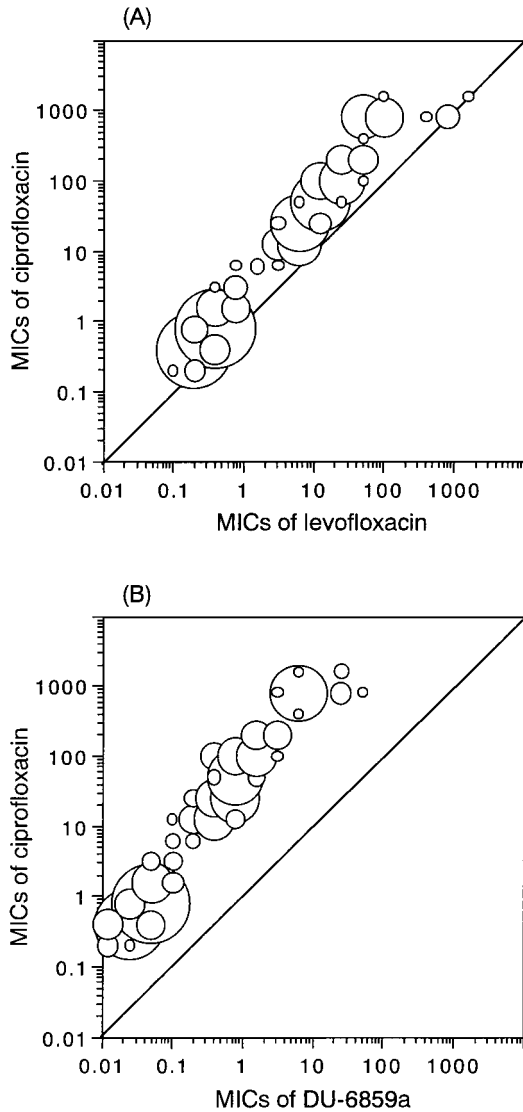 (A)
MICs of ciprofloxacin
1000
100
10
1
0.1
0.01
0.01 0.1 1 10 100 1000
MICs of levofloxacin
(B)
MICs of ciprofloxacin
1000
100
10
1
0.1
0.01
0.01 0.1 1 10 100 1000
MICs of DU-6859a